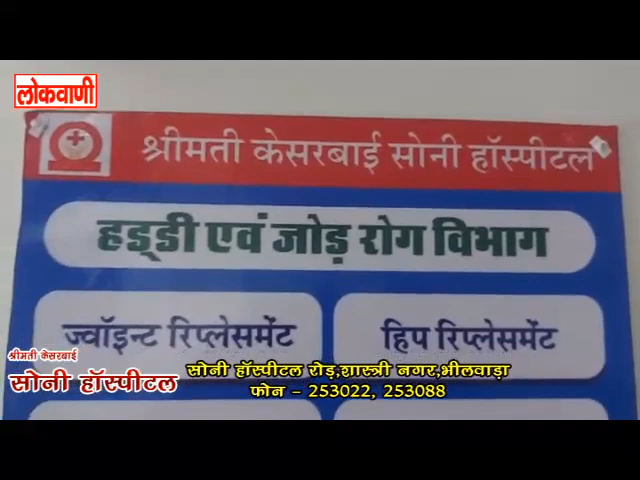 लोकवाणी
श्रीमती केसरबाई सोनी हॉस्पीटल
हड्डी एवं जोड़ रोग विभाग
ज्वॉइन्ट रिप्लेसमेंट
हिप रिप्लेसमेंट
श्रीमती केसरबाई
सोनी हॉस्पीटल
सोनी हॉस्पीटल रोड़,शास्त्री नगर,भीलवाड़ा
फोन – 253022, 253088